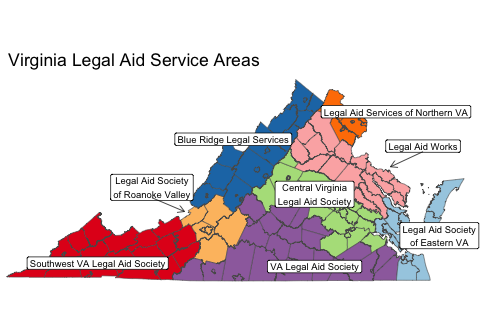 Virginia Legal Aid Service Areas
Legal Aid Services of Northern VA
Blue Ridge Legal Services
Legal Aid Works
Legal Aid Society
of Roanoke Valley
Central Virginia
Legal Aid Society
Legal Aid Society
of Eastern VA
Southwest VA Legal Aid Society
VA Legal Aid Society